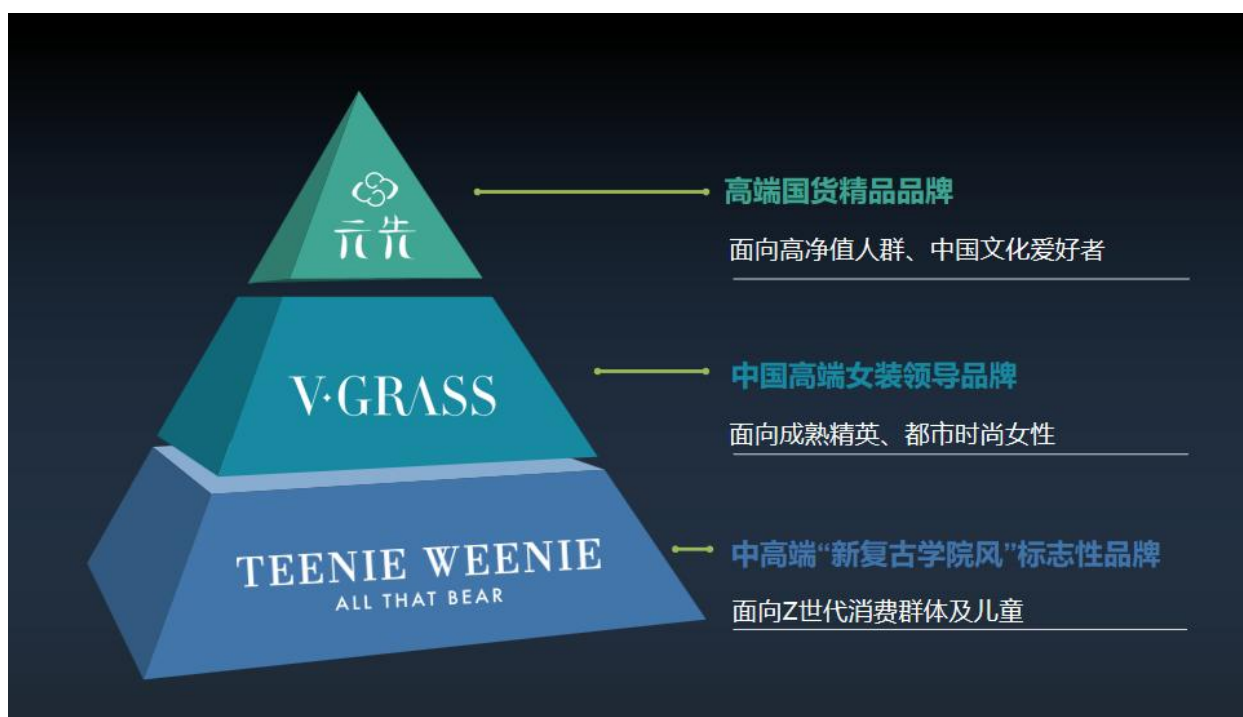 元先
高端国货精品品牌
面向高净值人群、中国文化爱好者
V·GRASS
中国高端女装领导品牌
面向成熟精英、都市时尚女性
TEENIE WEENIE
ALL THAT BEAR
中高端“新复古学院风”标志性品牌
面向Z世代消费群体及儿童